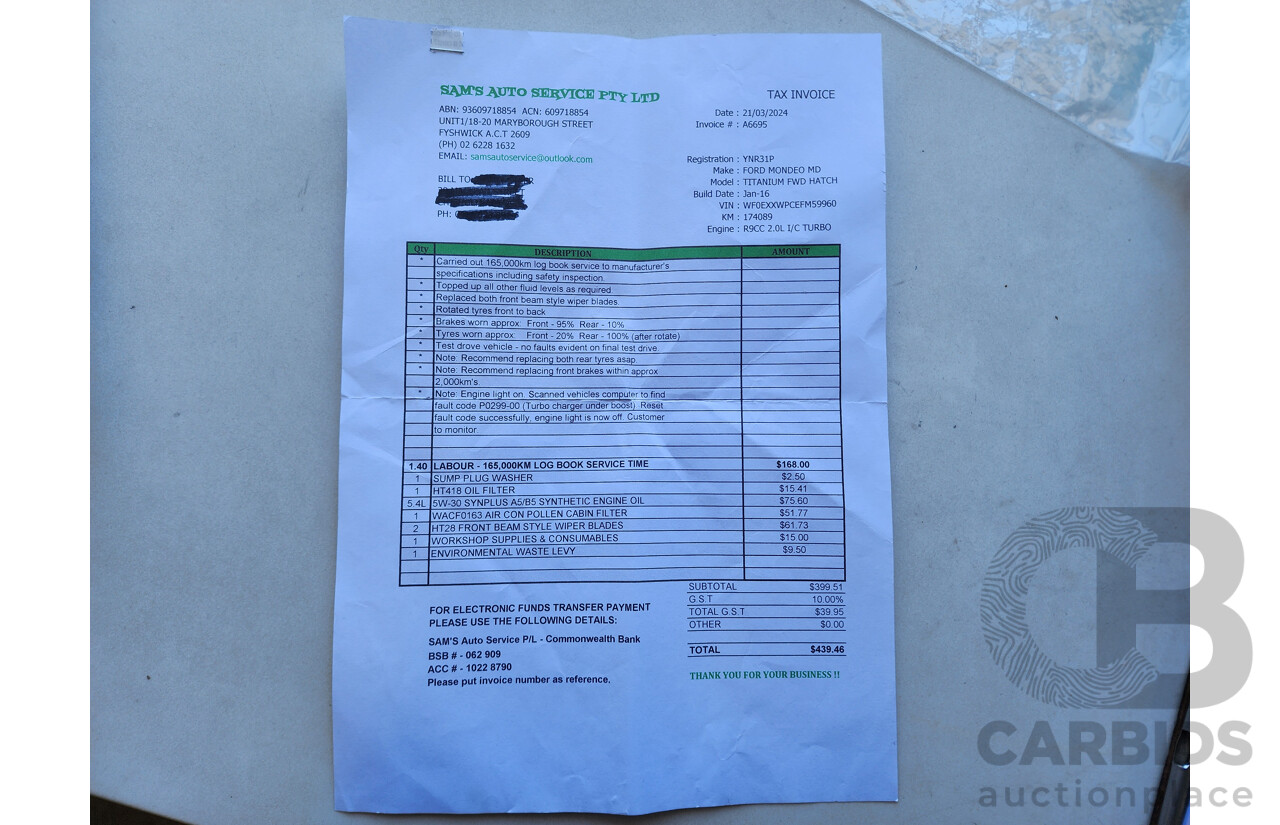 SAM'S AUTO SERVICE PTY LTD
ABN: 93609718854 ACN: 609718854
UNIT1/18-20 MARYBOROUGH STREET
FYSHWICK A.C.T 2609
(PH) 02 6228 1632
EMAIL: samsautoservice@outlook.com
BILL TO
PH:
TAX INVOICE
Date : 21/03/2024
Invoice # : A6695
Registration : YNR31P
Make : FORD MONDEO MD
Model : TITANIUM FWD HATCH
Build Date : Jan-16
VIN : WF0EXXWPCEFM59960
KM : 174089
Engine : R9CC 2.0L I/C TURBO
Qty DESCRIPTION AMOUNT
* Carried out 165,000km log book service to manufacturer's
specifications including safety inspection.
* Topped up all other fluid levels as required.
* Replaced both front beam style wiper blades.
* Rotated tyres front to back
* Brakes worn approx: Front - 95% Rear - 10%
* Tyres worn approx: Front - 20% Rear - 100% (after rotate)
* Test drove vehicle - no faults evident on final test drive.
* Note: Recommend replacing both rear tyres asap.
* Note: Recommend replacing front brakes within approx
2,000km's.
* Note: Engine light on. Scanned vehicles computer to find
fault code P0299-00 (Turbo charger under boost). Reset
fault code successfully, engine light is now off. Customer
to monitor.
1.40 LABOUR - 165,000KM LOG BOOK SERVICE TIME $168.00
1 SUMP PLUG WASHER $2.50
1 HT418 OIL FILTER $15.41
5.4L 5W-30 SYNPLUS A5/B5 SYNTHETIC ENGINE OIL $75.60
1 WACF0163 AIR CON POLLEN CABIN FILTER $51.77
2 HT28 FRONT BEAM STYLE WIPER BLADES $61.73
1 WORKSHOP SUPPLIES & CONSUMABLES $15.00
1 ENVIRONMENTAL WASTE LEVY $9.50
SUBTOTAL $399.51
G.S.T 10.00%
TOTAL G.S.T $39.95
OTHER $0.00
TOTAL $439.46
THANK YOU FOR YOUR BUSINESS !!
FOR ELECTRONIC FUNDS TRANSFER PAYMENT
PLEASE USE THE FOLLOWING DETAILS:
SAM'S Auto Service P/L - Commonwealth Bank
BSB # - 062 909
ACC # - 1022 8790
Please put invoice number as reference.
CB
CARBIDS
auctionplace